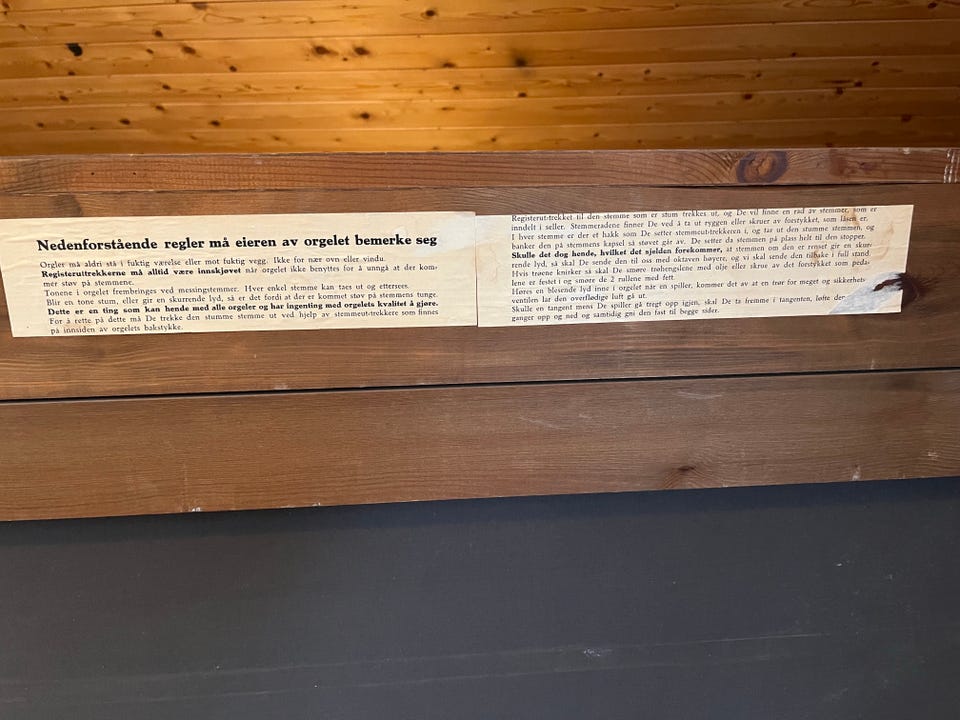 Nedenforstående regler må eieren av orgelet bemerke seg
Orgler må aldri stå i fuktig værelse eller mot fuktig vegg. Ikke for nær ovn eller vindu.
Registeruttrekkerne må alltid være innskjøvet når orgelet ikke benyttes for å unngå at der kom-
mer støv på stemmene.
Tonene i orgelet frembringes ved messingstemmer. Hver enkel stemme kan taes ut og ettersees.
Blir en tone stum, eller gir en skurrende lyd, så er det fordi at der er kommet støv på stemmens tunge.
Dette er en ting som kan hende med alle orgeler og har ingenting med orgelets kvalitet å gjøre.
For å rette på dette må De trekke den stumme stemme ut ved hjelp av stemmeut-trekkere som finnes
på innsiden av orgelets bakstykke.
Registerut-trekket til den stemme som er stum trekkes ut, og De vil finne en rad av stemmer, som er
inndelt i seller. Stemmeradene finner De ved å ta ut ryggen eller skruer av forstykket, som låsen er.
I hver stemme er der et hakk som De setter stemmeut-trekkeren i, og tar ut den stumme stemmen, og
banker den på stemmens kapsel så støvet går av. De setter da stemmen på plass helt til den stopper.
Skulle det dog hende, hvilket det sjelden forekommer, at stemmen om den er renset gir en skur-
rende lyd, så skal De sende den til oss med oktaven høyere, og vi skal sende den tilbake i full stand.
Hvis trøene knirker så skal De smøre trøhengslene med olje eller skrue av det forstykket som peda-
lene er festet i og smøre de 2 rullene med fett.
Høres en blesende lyd inne i orgelet når en spiller, kommer det av at en trør for meget og sikkerhets-
ventilen lar den overflødige luft gå ut.
Skulle en tangent mens De spiller gå tregt opp igjen, skal De ta fremme i tangenten, løfte den
ganger opp og ned og samtidig gni den fast til begge sider.